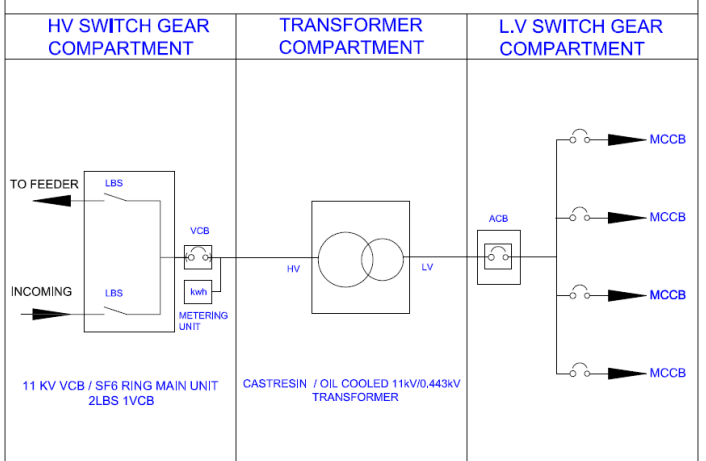 HV SWITCH GEAR
COMPARTMENT
TRANSFORMER
COMPARTMENT
L.V SWITCH GEAR
COMPARTMENT
MCCB
TO FEEDER
LBS
MCCB
ACB
VCB
HV
LV
INCOMING
LBS
kwh
MCCB
METERING
UNIT
MCCB
11 KV VCB / SF6 RING MAIN UNIT
2LBS 1VCB
CASTRESIN / OIL COOLED 11kV/0.443kV
TRANSFORMER